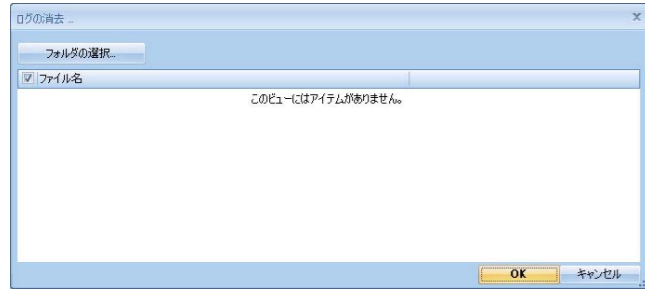 ログの消去 ...
フォルダの選択...
ファイル名
このビューにはアイテムがありません。
OK キャンセル